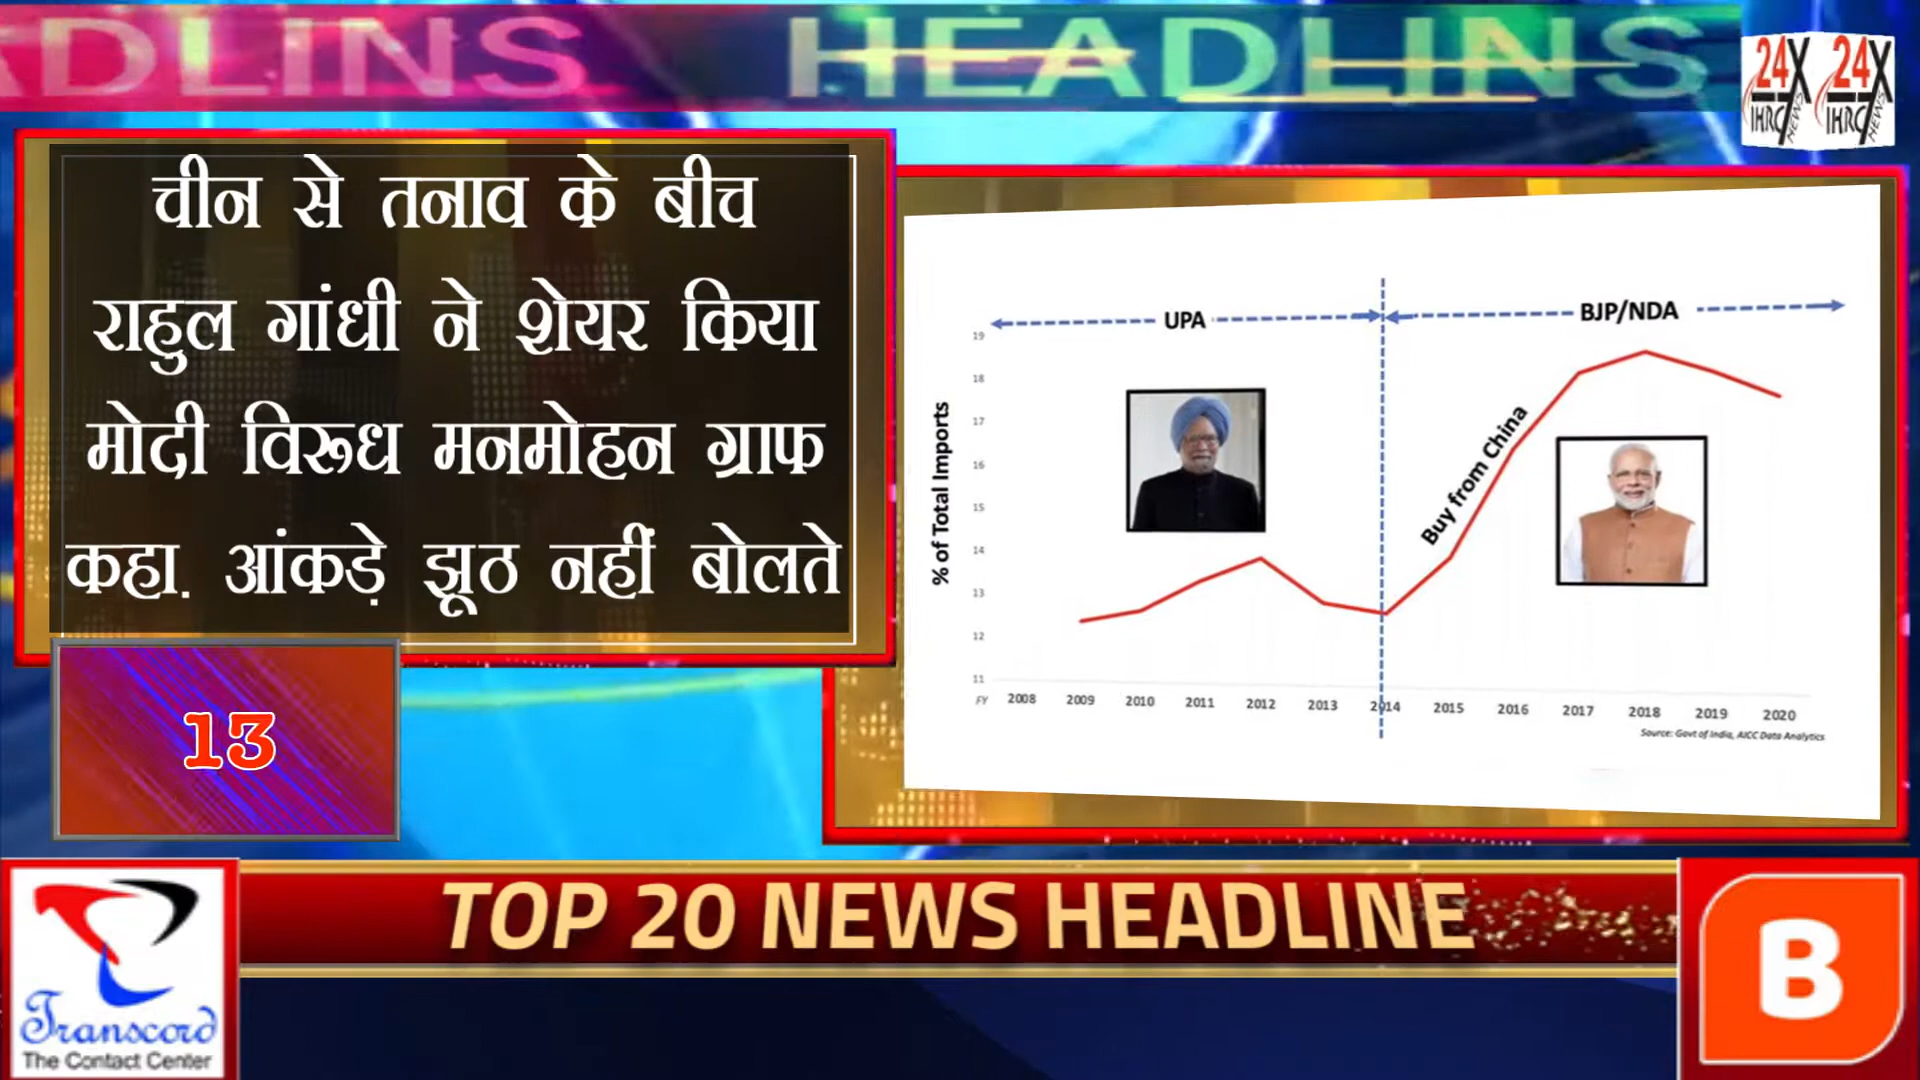 ADLINS HEADLINS
24X7 IHRC NEWS 24X7 IHRC NEWS
चीन से तनाव के बीच
राहुल गांधी ने शेयर किया
मोदी विरूध मनमोहन ग्राफ
कहा. आंकड़े झूठ नहीं बोलते
13
UPA
BJP/NDA
% of Total Imports
19
18
17
16
15
14
13
12
11
Buy from China
FY 2008 2009 2010 2011 2012 2013 2014 2015 2016 2017 2018 2019 2020
Source: Govt of India, AICC Data Analytics
TOP 20 NEWS HEADLINE
Transcord
The Contact Center
B